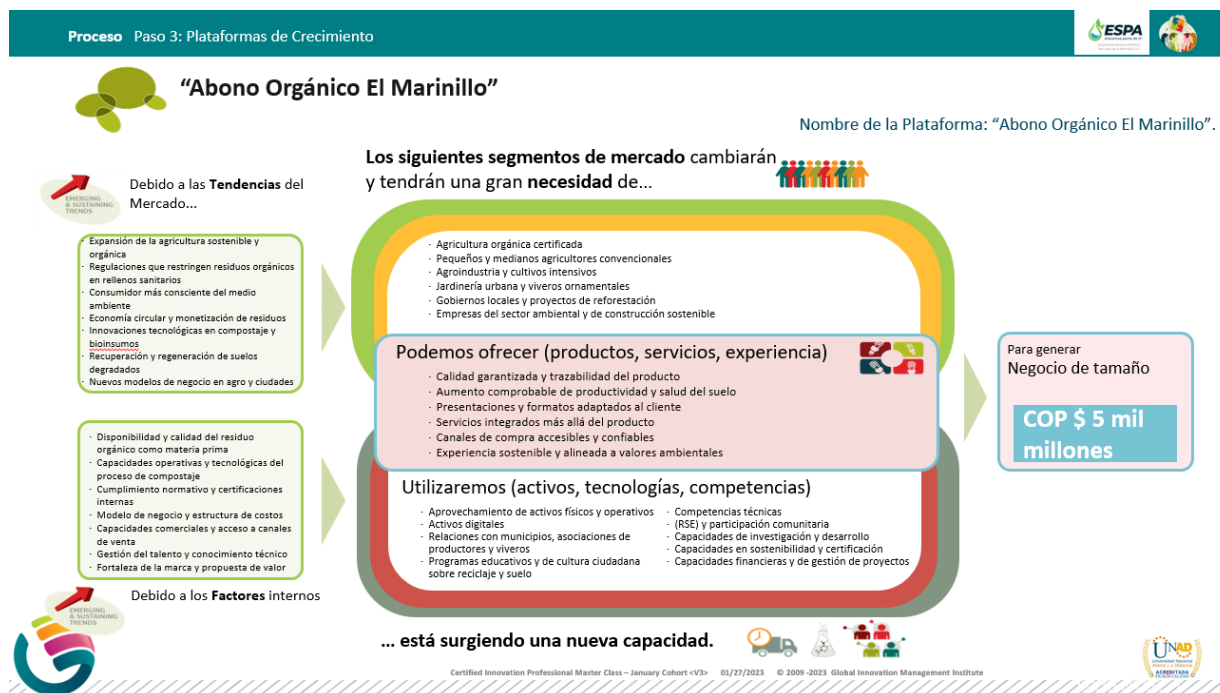 Proceso Paso 3: Plataformas de Crecimiento
ESPA
“Abono Orgánico El Marinillo”
Nombre de la Plataforma: “Abono Orgánico El Marinillo”.
Los siguientes segmentos de mercado cambiarán
y tendrán una gran necesidad de...
EMERGING
& SUSTAINING
TRENDS
Debido a las Tendencias del
Mercado...
· Expansión de la agricultura sostenible y
orgánica
· Regulaciones que restringen residuos orgánicos
en rellenos sanitarios
· Consumidor más consciente del medio
ambiente
· Economía circular y monetización de residuos
· Innovaciones tecnológicas en compostaje y
bioinsumos
· Recuperación y regeneración de suelos
degradados
· Nuevos modelos de negocio en agro y ciudades
· Agricultura orgánica certificada
· Pequeños y medianos agricultores convencionales
· Agroindustria y cultivos intensivos
· Jardinería urbana y viveros ornamentales
· Gobiernos locales y proyectos de reforestación
· Empresas del sector ambiental y de construcción sostenible
Podemos ofrecer (productos, servicios, experiencia)
· Calidad garantizada y trazabilidad del producto
· Aumento comprobable de productividad y salud del suelo
· Presentaciones y formatos adaptados al cliente
· Servicios integrados más allá del producto
· Canales de compra accesibles y confiables
· Experiencia sostenible y alineada a valores ambientales
Para generar
Negocio de tamaño
COP $ 5 mil
millones
· Disponibilidad y calidad del residuo
orgánico como materia prima
· Capacidades operativas y tecnológicas del
proceso de compostaje
· Cumplimiento normativo y certificaciones
internas
· Modelo de negocio y estructura de costos
· Capacidades comerciales y acceso a canales
de venta
· Gestión del talento y conocimiento técnico
· Fortaleza de la marca y propuesta de valor
Utilizaremos (activos, tecnologías, competencias)
· Aprovechamiento de activos físicos y operativos
· Activos digitales
· Relaciones con municipios, asociaciones de
productores y viveros
· Programas educativos y de cultura ciudadana
sobre reciclaje y suelo
· Competencias técnicas
· (RSE) y participación comunitaria
· Capacidades de investigación y desarrollo
· Capacidades en sostenibilidad y certificación
· Capacidades financieras y de gestión de proyectos
EMERGING
& SUSTAINING
TRENDS
Debido a los Factores internos
... está surgiendo una nueva capacidad.
Certified Innovation Professional Master Class – January Cohort <V3> 01/27/2023 © 2009 -2023 Global Innovation Management Institute
UNAD
Universidad Nacional
Abierta y a Distancia
ACREDITADA
EN ALTA CALIDAD